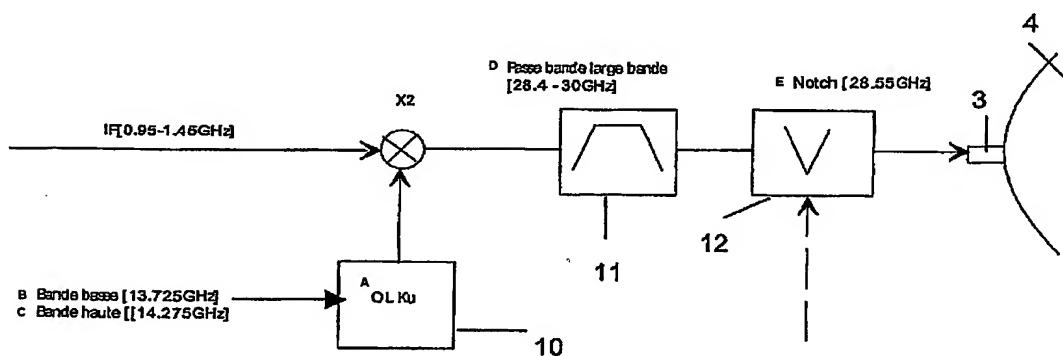 4
D Passe bande large bande
[28.4 - 30GHz]
E Notch [28.55GHz]
3
X2
IF[0.95-1.45GHz]
12
11
A OL Ku
B Bande basse [13.725GHz]
C Bande haute [[14.275GHz]
10